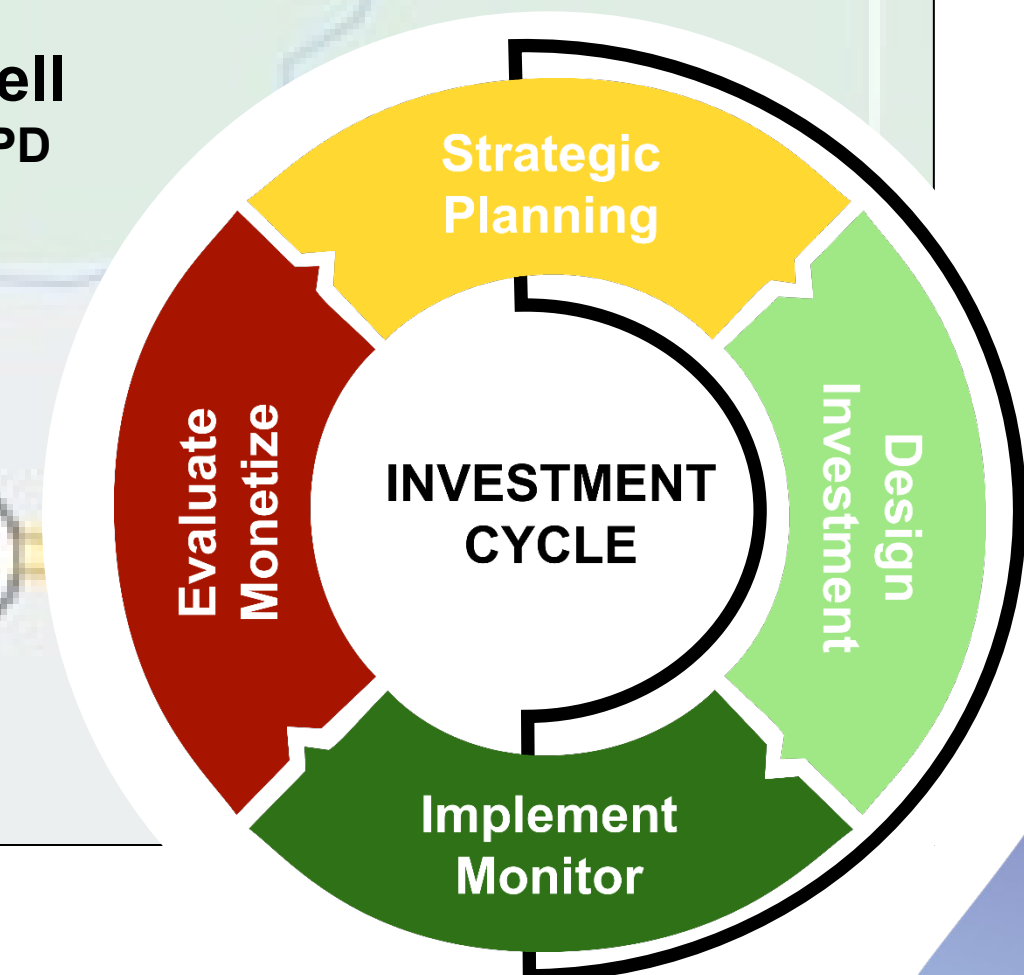 ell
PD
Strategic
Planning
Design
Investment
INVESTMENT
CYCLE
Evaluate
Monetize
Implement
Monitor